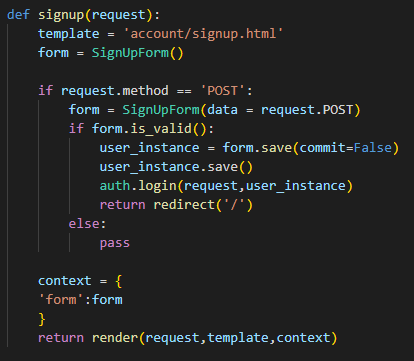 def signup(request):
    template = 'account/signup.html'
    form = SignUpForm()

    if request.method == 'POST':
        form = SignUpForm(data = request.POST)
        if form.is_valid():
            user_instance = form.save(commit=False)
            user_instance.save()
            auth.login(request,user_instance)
            return redirect('/')
        else:
            pass

    context = {
    'form':form
    }
    return render(request,template,context)